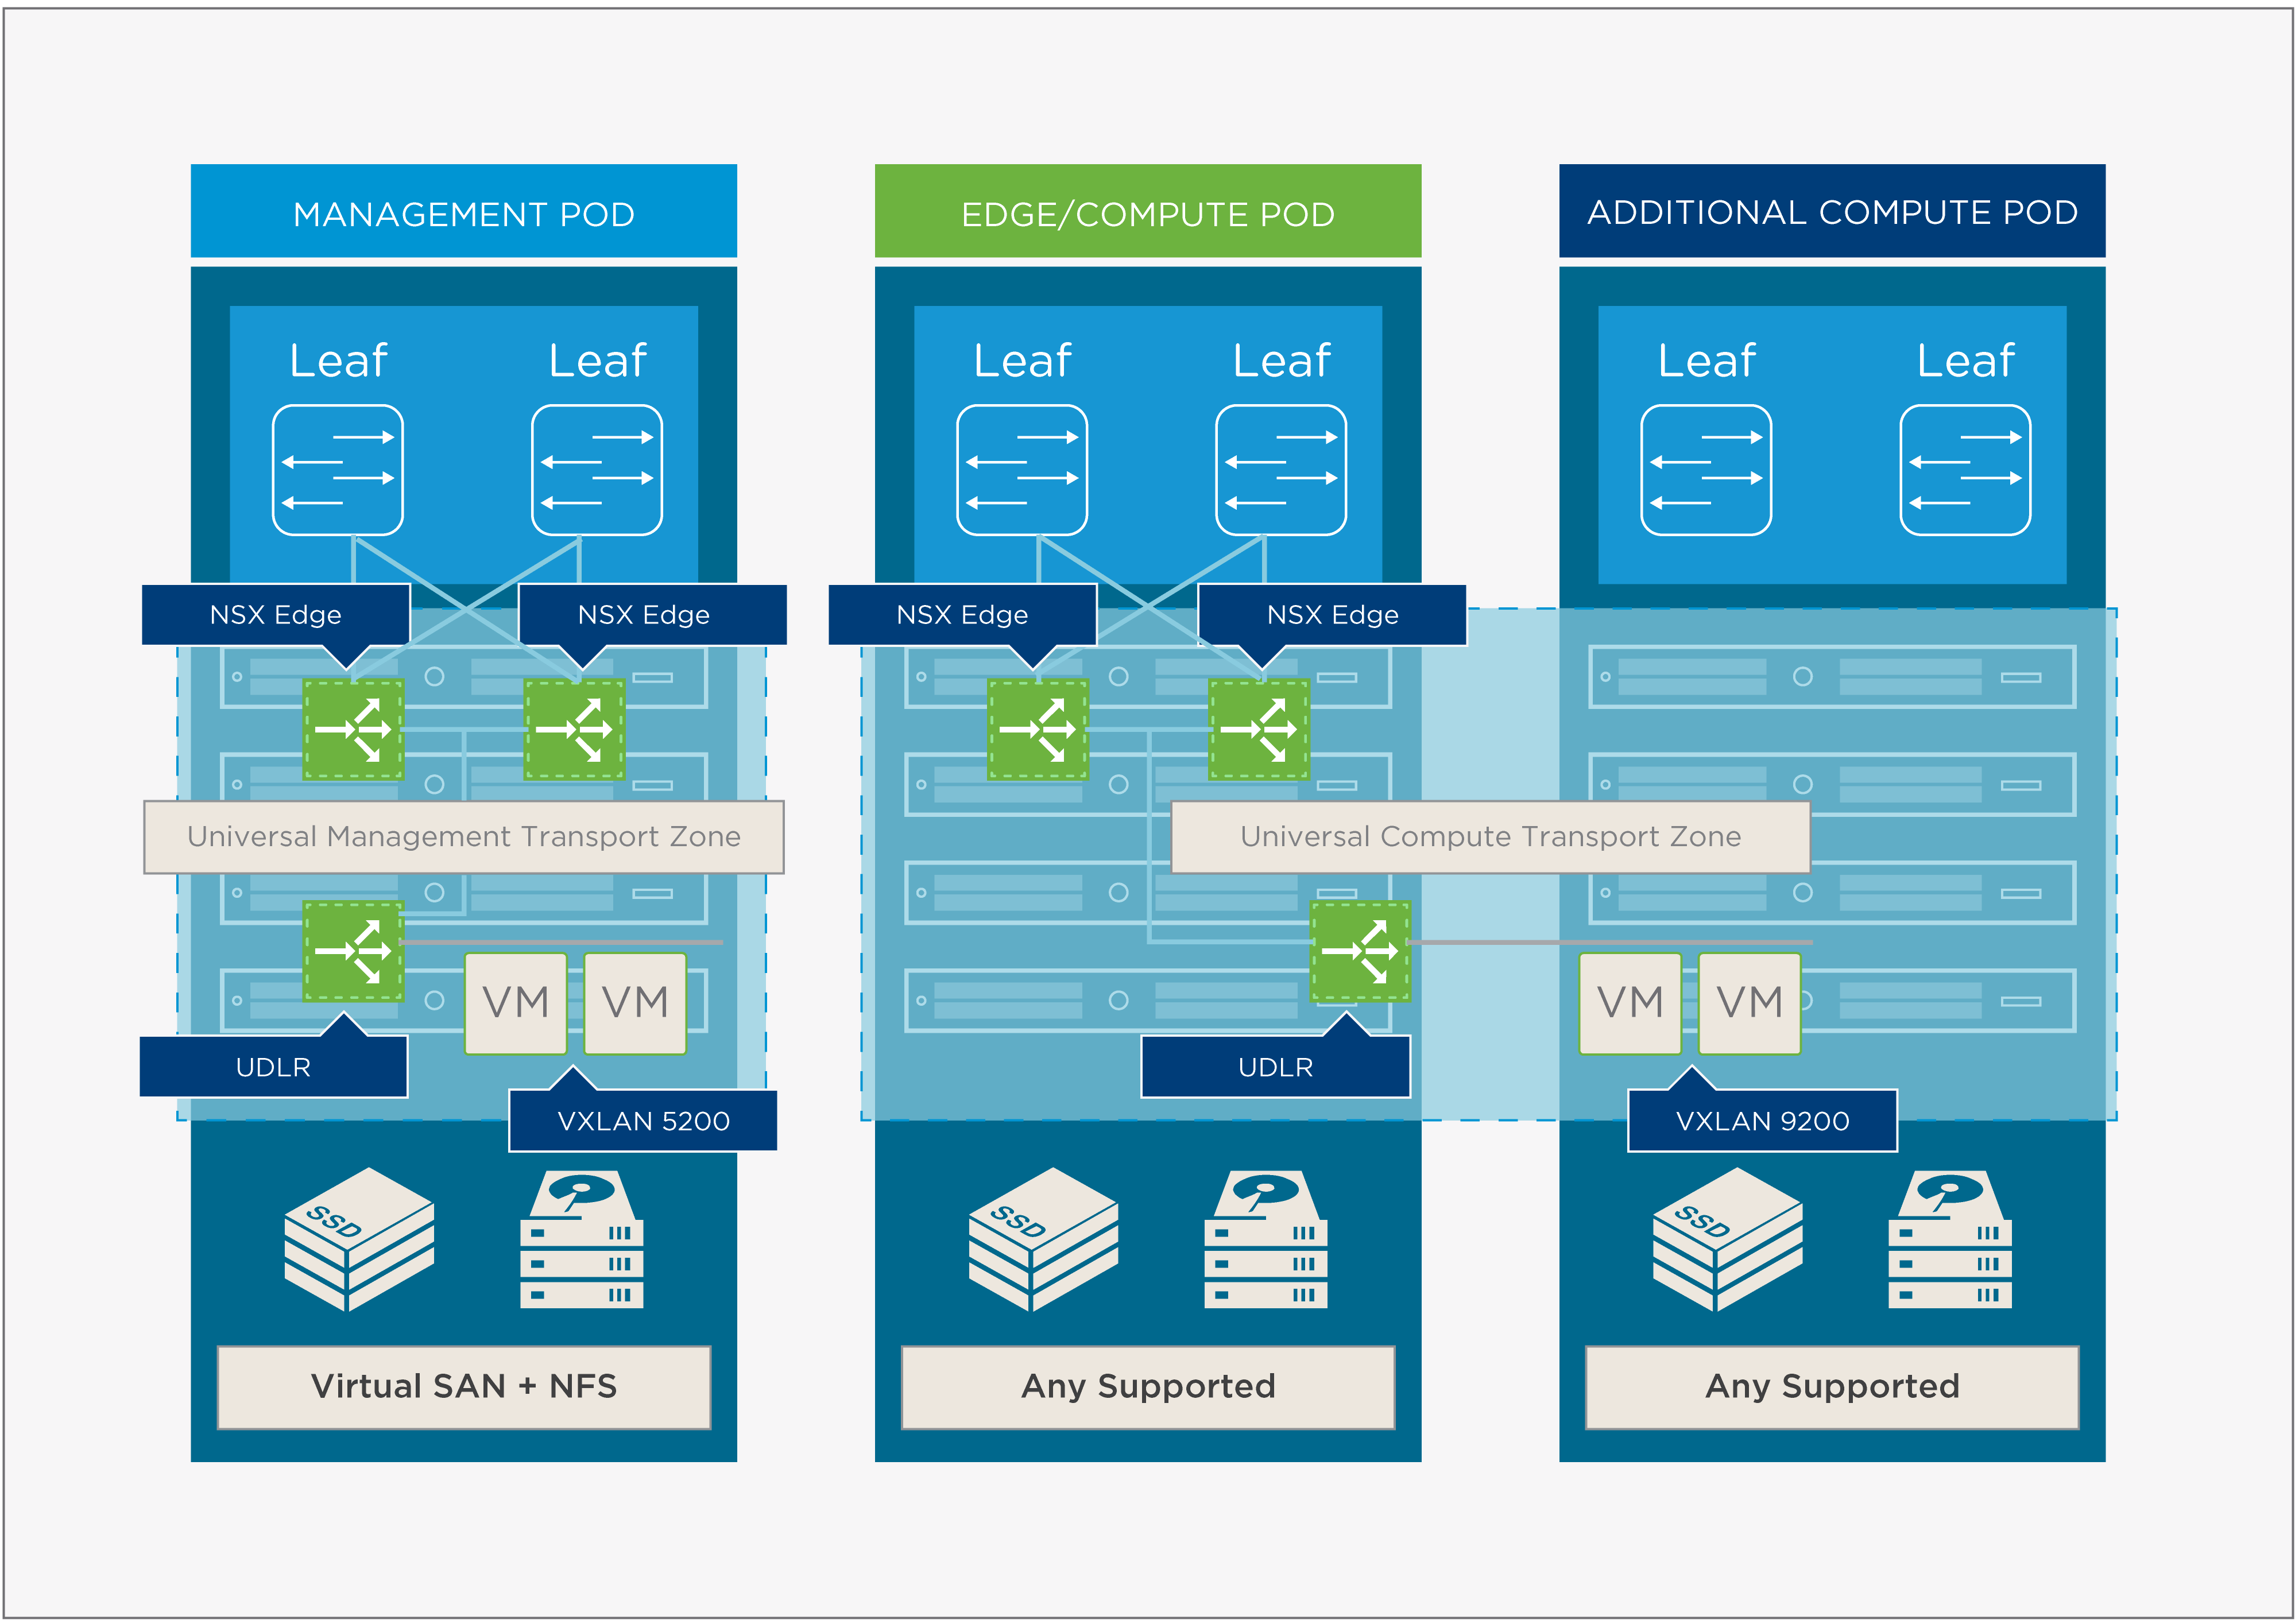 MANAGEMENT POD
EDGE/COMPUTE POD
ADDITIONAL COMPUTE POD
Leaf
Leaf
Leaf
Leaf
Leaf
Leaf
NSX Edge
NSX Edge
NSX Edge
NSX Edge
Universal Management Transport Zone
Universal Compute Transport Zone
VM
VM
VM
VM
UDLR
UDLR
VXLAN 5200
VXLAN 9200
SSD
SSD
SSD
Virtual SAN + NFS
Any Supported
Any Supported